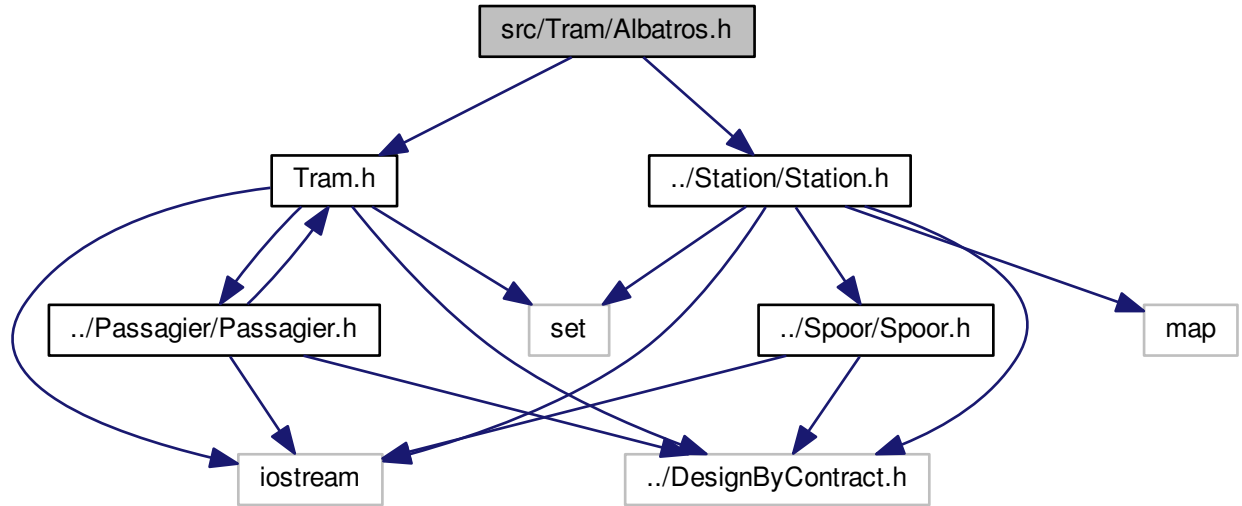 src/Tram/Albatros.h
Tram.h
../Station/Station.h
../Passagier/Passagier.h
set
../Spoor/Spoor.h
map
iostream
../DesignByContract.h